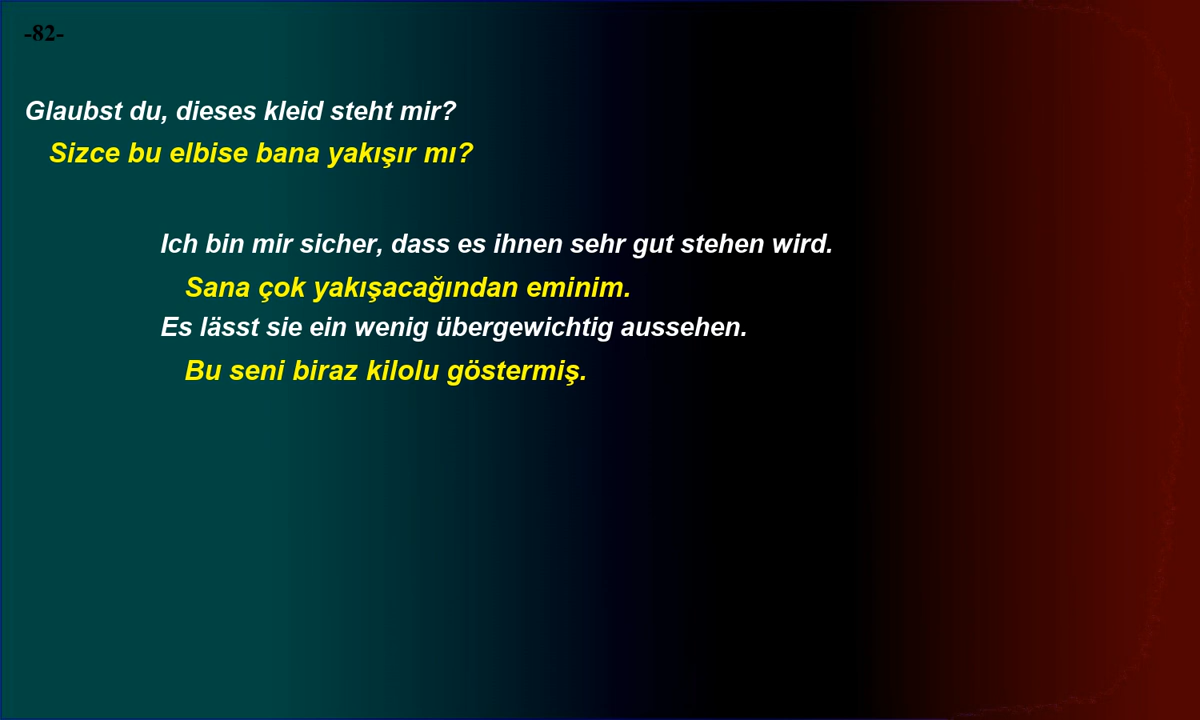 -82-
Glaubst du, dieses kleid steht mir?
Sizce bu elbise bana yakışır mı?
Ich bin mir sicher, dass es ihnen sehr gut stehen wird.
Sana çok yakışacağından eminim.
Es lässt sie ein wenig übergewichtig aussehen.
Bu seni biraz kilolu göstermiş.